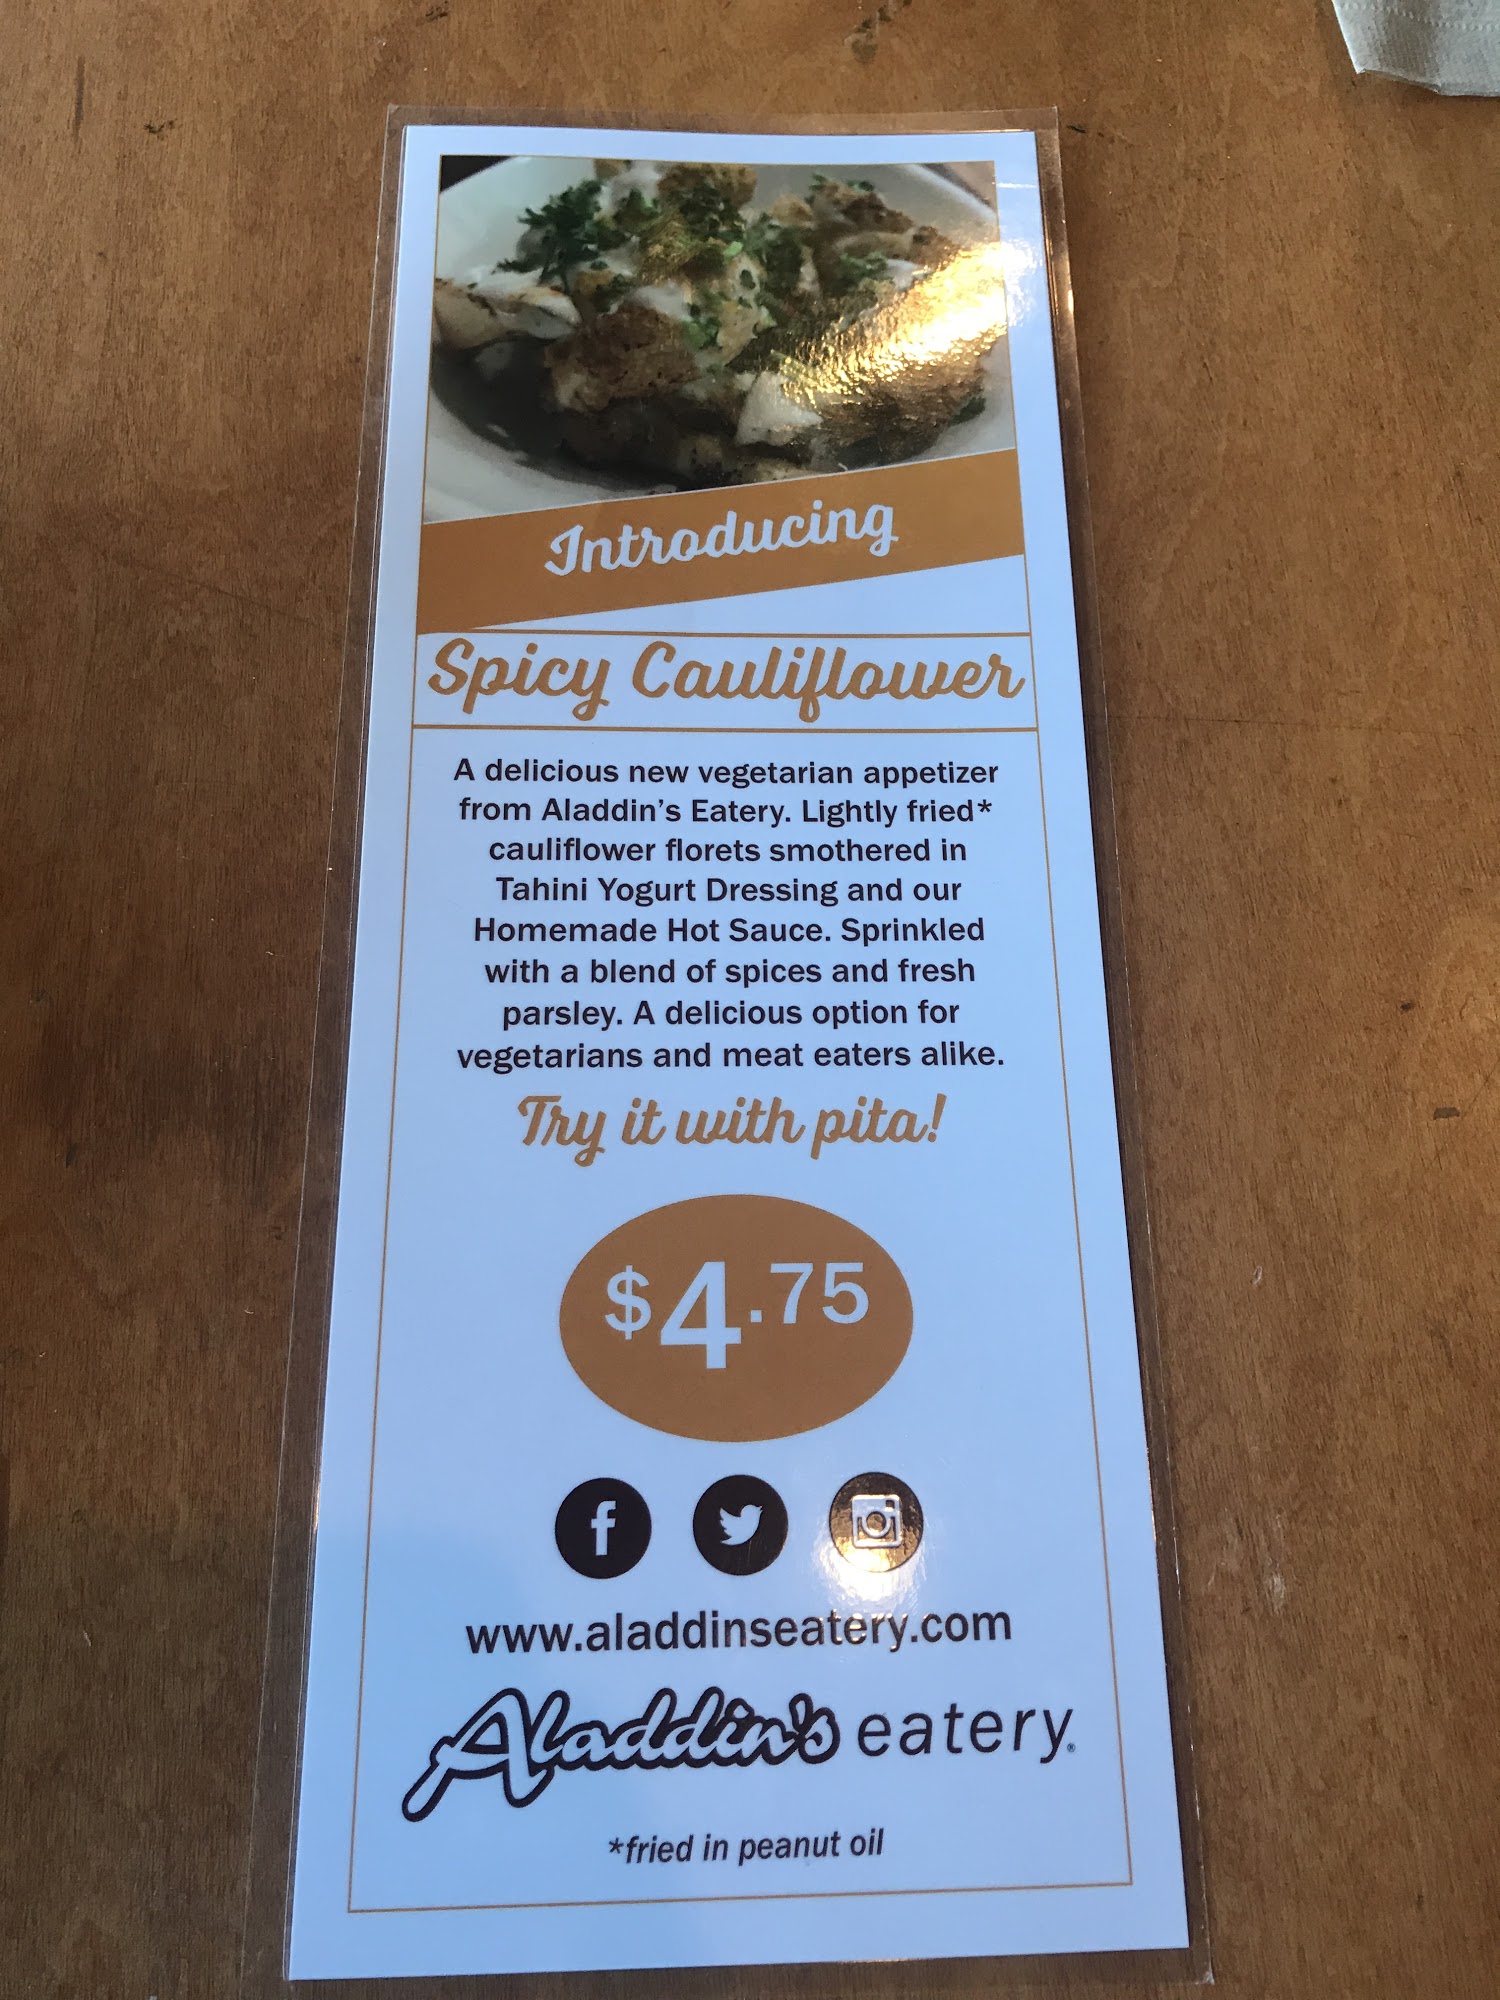 Introducing
Spicy Cauliflower
A delicious new vegetarian appetizer
from Aladdin's Eatery. Lightly fried*
cauliflower florets smothered in
Tahini Yogurt Dressing and our
Homemade Hot Sauce. Sprinkled
with a blend of spices and fresh
parsley. A delicious option for
vegetarians and meat eaters alike.
Try it with pita!
$4.75
www.aladdinseatery.com
Aladdin's eatery®
*fried in peanut oil